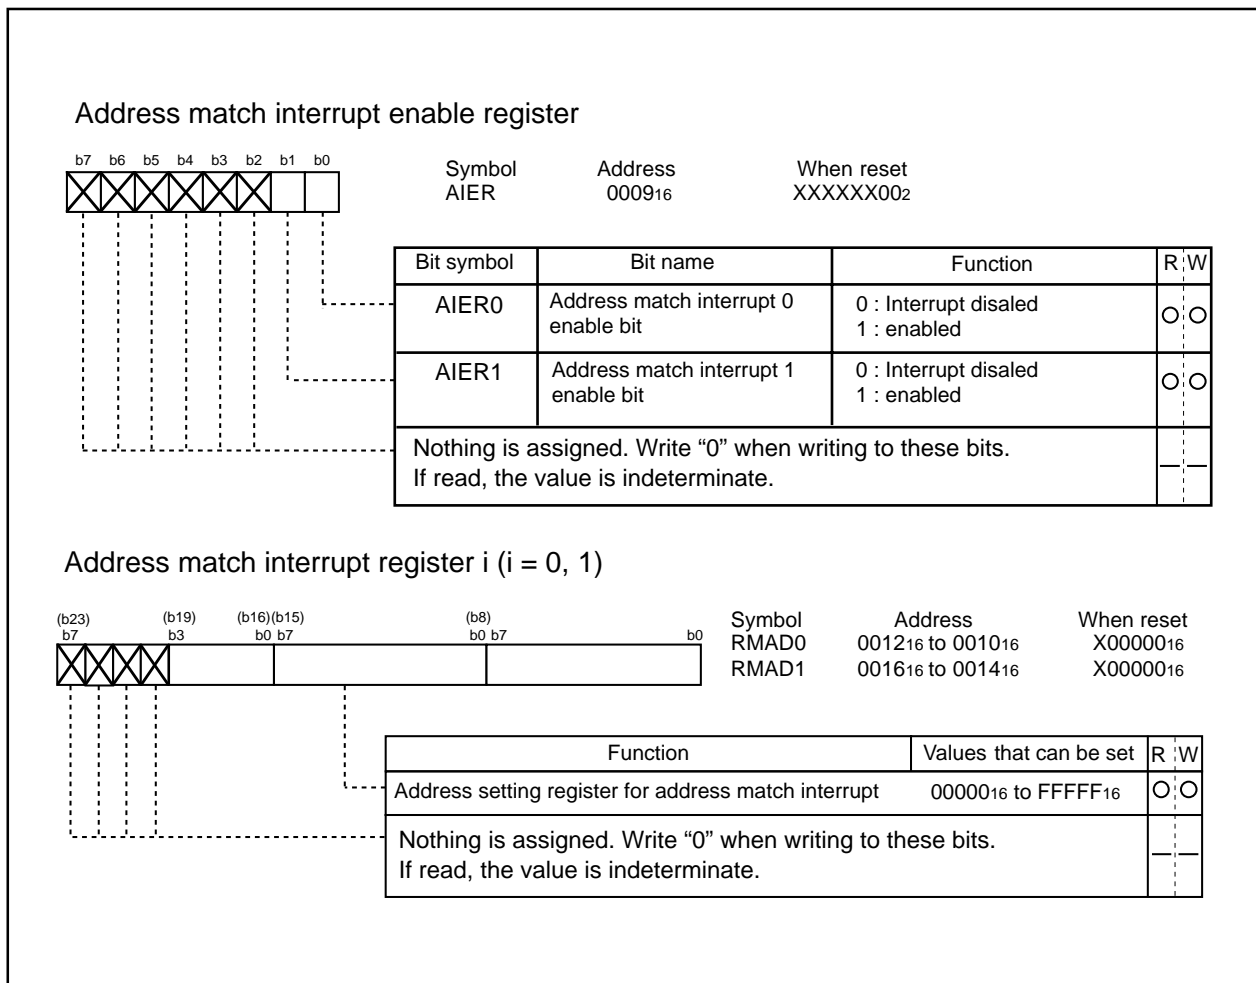 Address match interrupt enable register
b7 b6 b5 b4 b3 b2 b1 b0
Symbol Address When reset
AIER 000916 XXXXXX002
Bit symbol Bit name Function R W
AIER0 Address match interrupt 0 enable bit 0 : Interrupt disaled
1 : enabled
AIER1 Address match interrupt 1 enable bit 0 : Interrupt disaled
1 : enabled
Nothing is assigned. Write “0” when writing to these bits.
If read, the value is indeterminate.
Address match interrupt register i (i = 0, 1)
(b23) (b19) (b16)(b15) (b8)
b7 b3 b0 b7 b0 b7 b0
Symbol Address When reset
RMAD0 001216 to 001016 X0000016
RMAD1 001616 to 001416 X0000016
Function Values that can be set R W
Address setting register for address match interrupt 0000016 to FFFFF16
Nothing is assigned. Write “0” when writing to these bits.
If read, the value is indeterminate.